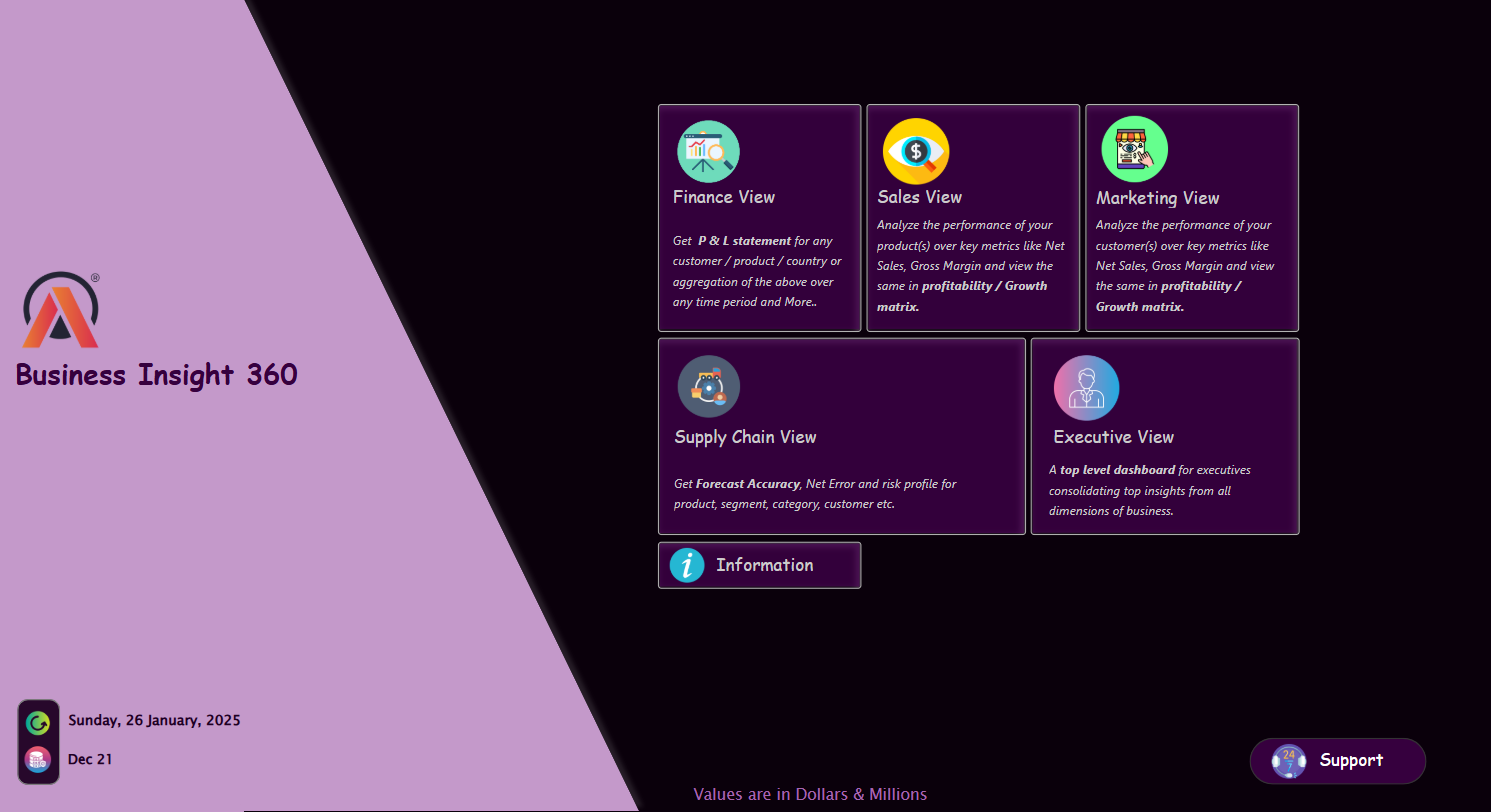 Finance View
Get P & L statement for any
customer / product / country or
aggregation of the above over
any time period and More..
Sales View
Analyze the performance of your
product(s) over key metrics like Net
Sales, Gross Margin and view the
same in profitability / Growth
matrix.
Marketing View
Analyze the performance of your
customer(s) over key metrics like
Net Sales, Gross Margin and view
the same in profitability /
Growth matrix.
®
Business Insight 360
Supply Chain View
Get Forecast Accuracy, Net Error and risk profile for
product, segment, category, customer etc.
Executive View
A top level dashboard for executives
consolidating top insights from all
dimensions of business.
i Information
Sunday, 26 January, 2025
Dec 21
24
7
Support
Values are in Dollars & Millions